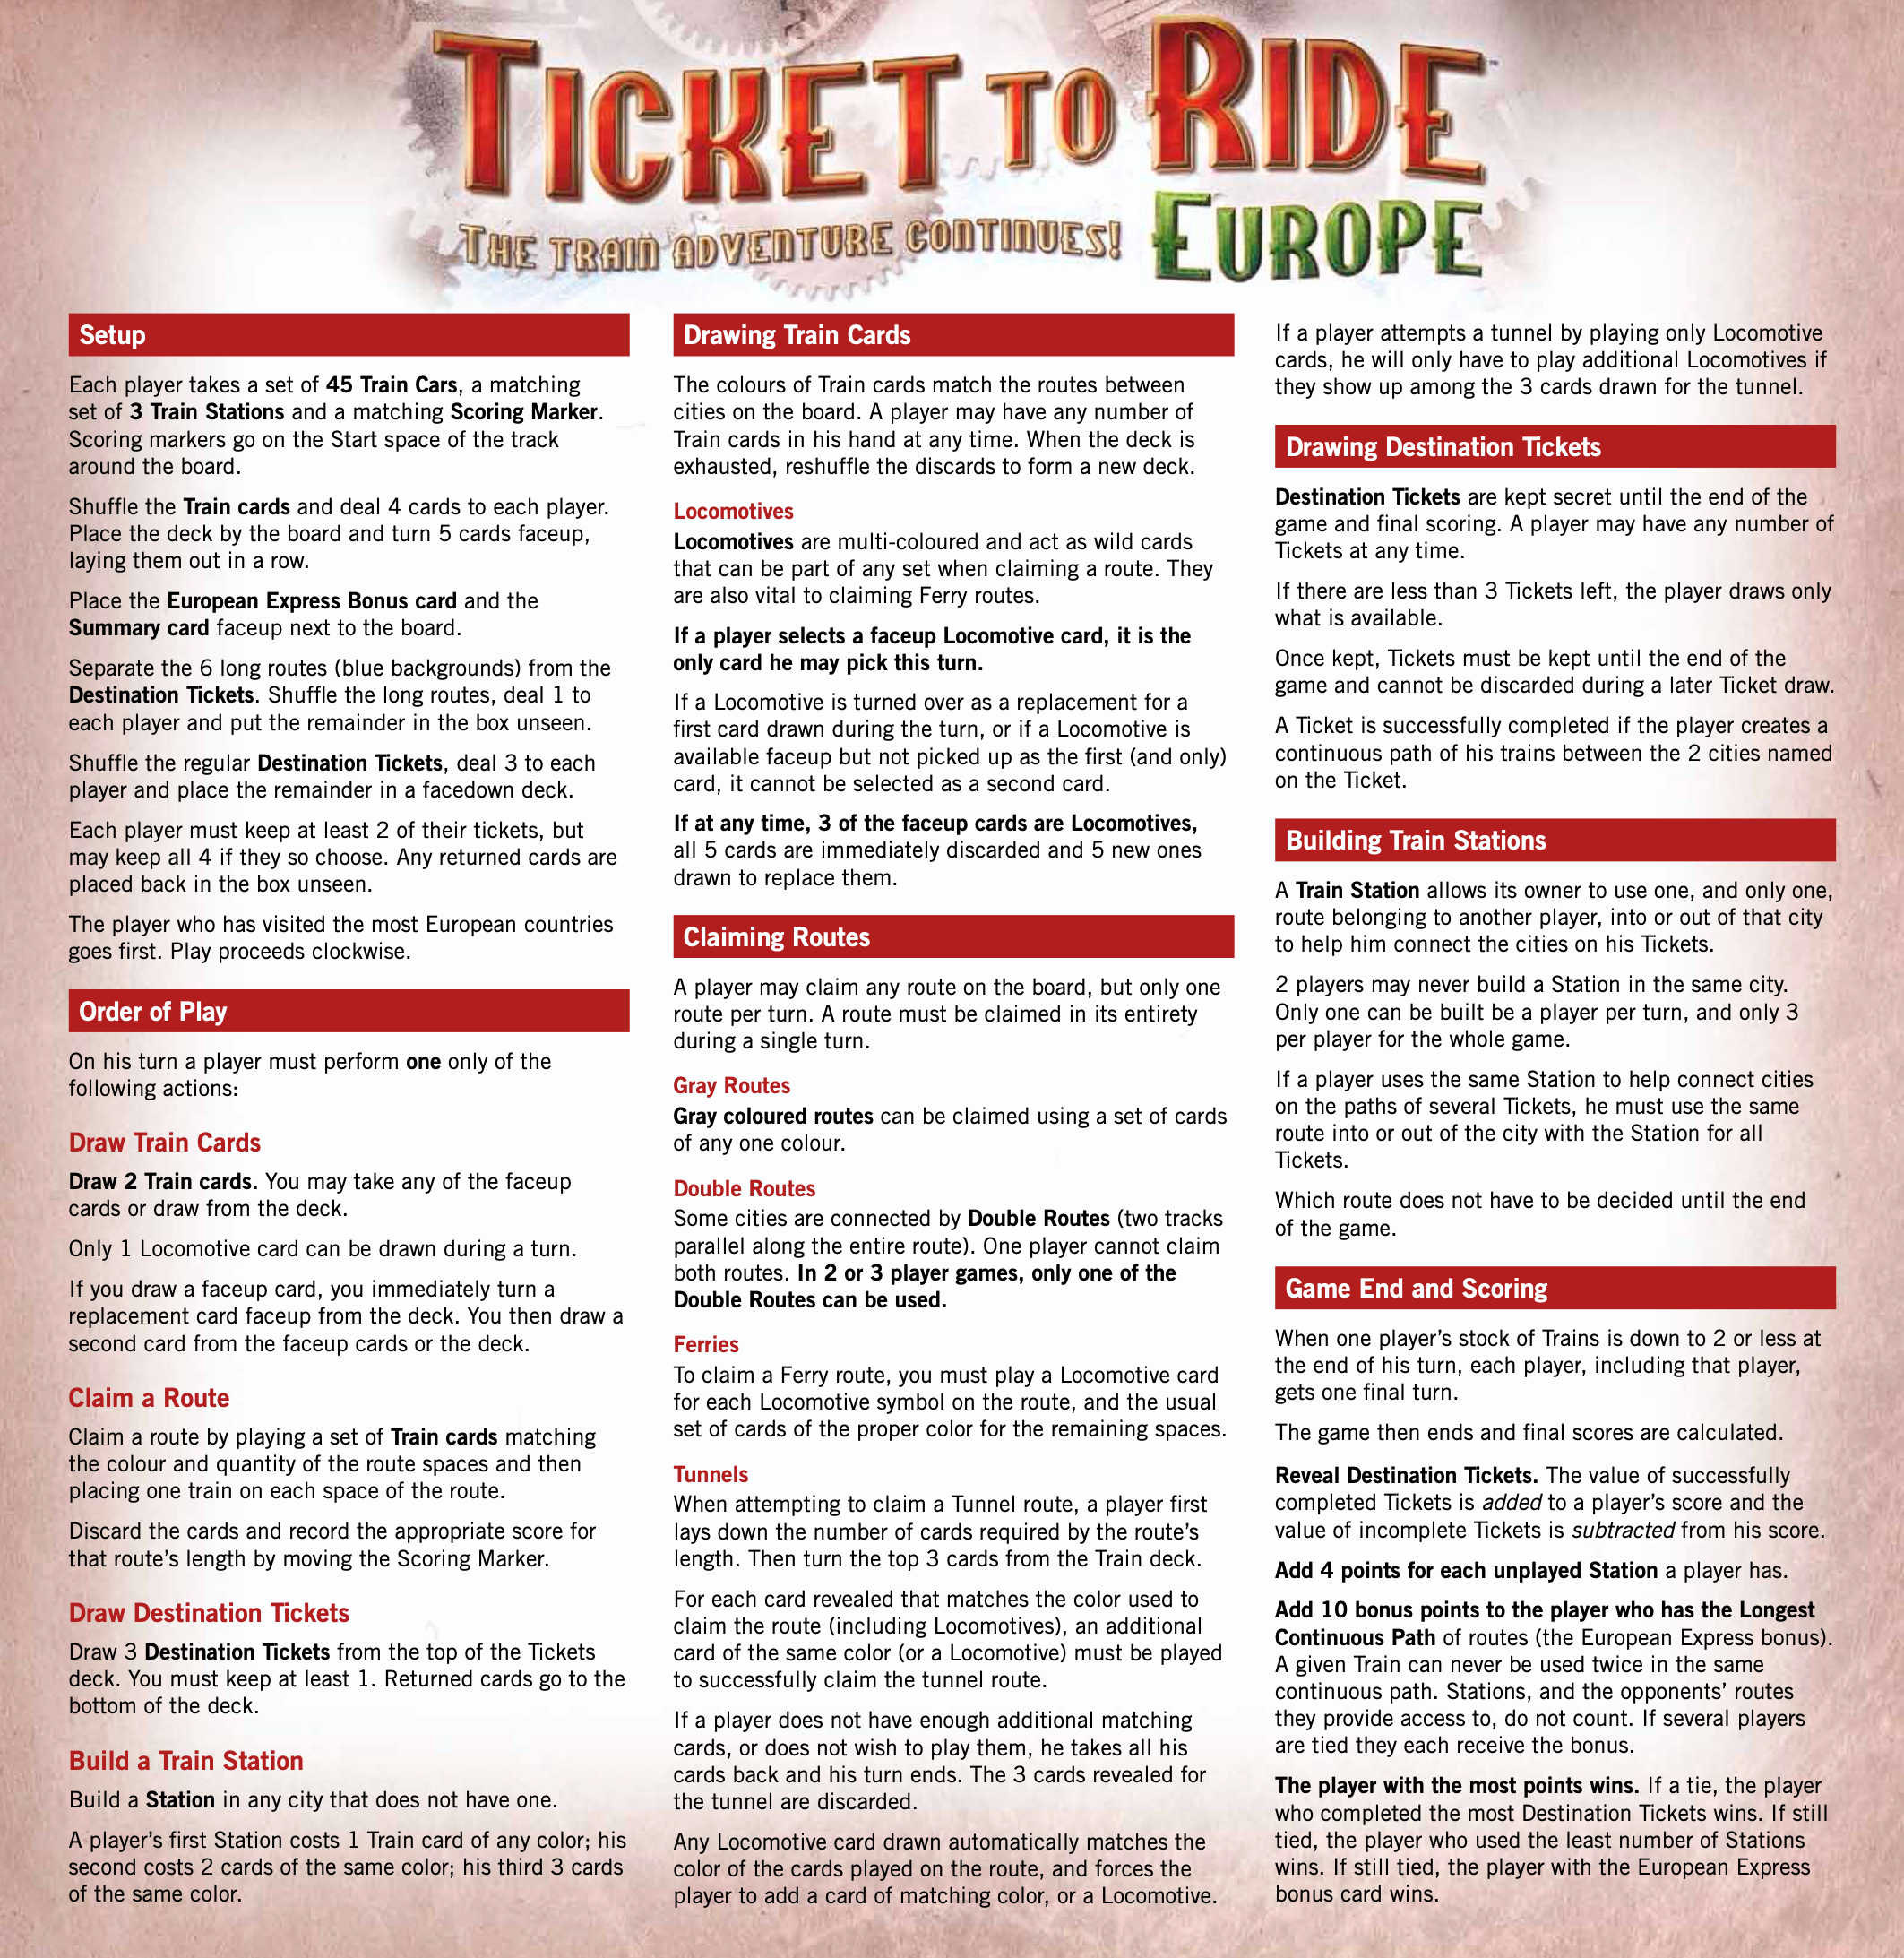 TICKET TO RIDE™
THE TRAIN ADVENTURE CONTINUES! EUROPE
Setup
Each player takes a set of 45 Train Cars, a matching
set of 3 Train Stations and a matching Scoring Marker.
Scoring markers go on the Start space of the track
around the board.
Shuffle the Train cards and deal 4 cards to each player.
Place the deck by the board and turn 5 cards faceup,
laying them out in a row.
Place the European Express Bonus card and the
Summary card faceup next to the board.
Separate the 6 long routes (blue backgrounds) from the
Destination Tickets. Shuffle the long routes, deal 1 to
each player and put the remainder in the box unseen.
Shuffle the regular Destination Tickets, deal 3 to each
player and place the remainder in a facedown deck.
Each player must keep at least 2 of their tickets, but
may keep all 4 if they so choose. Any returned cards are
placed back in the box unseen.
The player who has visited the most European countries
goes first. Play proceeds clockwise.
Order of Play
On his turn a player must perform one only of the
following actions:
Draw Train Cards
Draw 2 Train cards. You may take any of the faceup
cards or draw from the deck.
Only 1 Locomotive card can be drawn during a turn.
If you draw a faceup card, you immediately turn a
replacement card faceup from the deck. You then draw a
second card from the faceup cards or the deck.
Claim a Route
Claim a route by playing a set of Train cards matching
the colour and quantity of the route spaces and then
placing one train on each space of the route.
Discard the cards and record the appropriate score for
that route's length by moving the Scoring Marker.
Draw Destination Tickets
Draw 3 Destination Tickets from the top of the Tickets
deck. You must keep at least 1. Returned cards go to the
bottom of the deck.
Build a Train Station
Build a Station in any city that does not have one.
A player's first Station costs 1 Train card of any color; his
second costs 2 cards of the same color; his third 3 cards
of the same color.
Drawing Train Cards
The colours of Train cards match the routes between
cities on the board. A player may have any number of
Train cards in his hand at any time. When the deck is
exhausted, reshuffle the discards to form a new deck.
Locomotives
Locomotives are multi-coloured and act as wild cards
that can be part of any set when claiming a route. They
are also vital to claiming Ferry routes.
If a player selects a faceup Locomotive card, it is the
only card he may pick this turn.
If a Locomotive is turned over as a replacement for a
first card drawn during the turn, or if a Locomotive is
available faceup but not picked up as the first (and only)
card, it cannot be selected as a second card.
If at any time, 3 of the faceup cards are Locomotives,
all 5 cards are immediately discarded and 5 new ones
drawn to replace them.
Claiming Routes
A player may claim any route on the board, but only one
route per turn. A route must be claimed in its entirety
during a single turn.
Gray Routes
Gray coloured routes can be claimed using a set of cards
of any one colour.
Double Routes
Some cities are connected by Double Routes (two tracks
parallel along the entire route). One player cannot claim
both routes. In 2 or 3 player games, only one of the
Double Routes can be used.
Ferries
To claim a Ferry route, you must play a Locomotive card
for each Locomotive symbol on the route, and the usual
set of cards of the proper color for the remaining spaces.
Tunnels
When attempting to claim a Tunnel route, a player first
lays down the number of cards required by the route's
length. Then turn the top 3 cards from the Train deck.
For each card revealed that matches the color used to
claim the route (including Locomotives), an additional
card of the same color (or a Locomotive) must be played
to successfully claim the tunnel route.
If a player does not have enough additional matching
cards, or does not wish to play them, he takes all his
cards back and his turn ends. The 3 cards revealed for
the tunnel are discarded.
Any Locomotive card drawn automatically matches the
color of the cards played on the route, and forces the
player to add a card of matching color, or a Locomotive.
If a player attempts a tunnel by playing only Locomotive
cards, he will only have to play additional Locomotives if
they show up among the 3 cards drawn for the tunnel.
Drawing Destination Tickets
Destination Tickets are kept secret until the end of the
game and final scoring. A player may have any number of
Tickets at any time.
If there are less than 3 Tickets left, the player draws only
what is available.
Once kept, Tickets must be kept until the end of the
game and cannot be discarded during a later Ticket draw.
A Ticket is successfully completed if the player creates a
continuous path of his trains between the 2 cities named
on the Ticket.
Building Train Stations
A Train Station allows its owner to use one, and only one,
route belonging to another player, into or out of that city
to help him connect the cities on his Tickets.
2 players may never build a Station in the same city.
Only one can be built be a player per turn, and only 3
per player for the whole game.
If a player uses the same Station to help connect cities
on the paths of several Tickets, he must use the same
route into or out of the city with the Station for all
Tickets.
Which route does not have to be decided until the end
of the game.
Game End and Scoring
When one player's stock of Trains is down to 2 or less at
the end of his turn, each player, including that player,
gets one final turn.
The game then ends and final scores are calculated.
Reveal Destination Tickets. The value of successfully
completed Tickets is added to a player's score and the
value of incomplete Tickets is subtracted from his score.
Add 4 points for each unplayed Station a player has.
Add 10 bonus points to the player who has the Longest
Continuous Path of routes (the European Express bonus).
A given Train can never be used twice in the same
continuous path. Stations, and the opponents' routes
they provide access to, do not count. If several players
are tied they each receive the bonus.
The player with the most points wins. If a tie, the player
who completed the most Destination Tickets wins. If still
tied, the player who used the least number of Stations
wins. If still tied, the player with the European Express
bonus card wins.